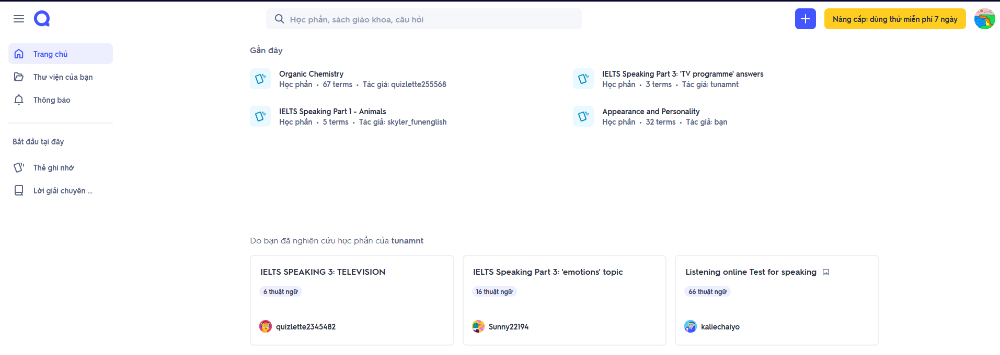 Học phần, sách giáo khoa, câu hỏi
Nâng cấp: dùng thử miễn phí 7 ngày
Trang chủ
Thư viện của bạn
Thông báo
Bắt đầu tại đây
Thẻ ghi nhớ
Lời giải chuyên ...
Gần đây
Organic Chemistry
Học phần • 67 terms • Tác giả: quizlette255568
IELTS Speaking Part 3: 'TV programme' answers
Học phần • 3 terms • Tác giả: tunamnt
IELTS Speaking Part 1 - Animals
Học phần • 5 terms • Tác giả: skyler_funenglish
Appearance and Personality
Học phần • 32 terms • Tác giả: bạn
Do bạn đã nghiên cứu học phần của tunamnt
IELTS SPEAKING 3: TELEVISION
6 thuật ngữ
quizlette2345482
IELTS Speaking Part 3: 'emotions' topic
16 thuật ngữ
Sunny22194
Listening online Test for speaking
66 thuật ngữ
kaliechaiyo